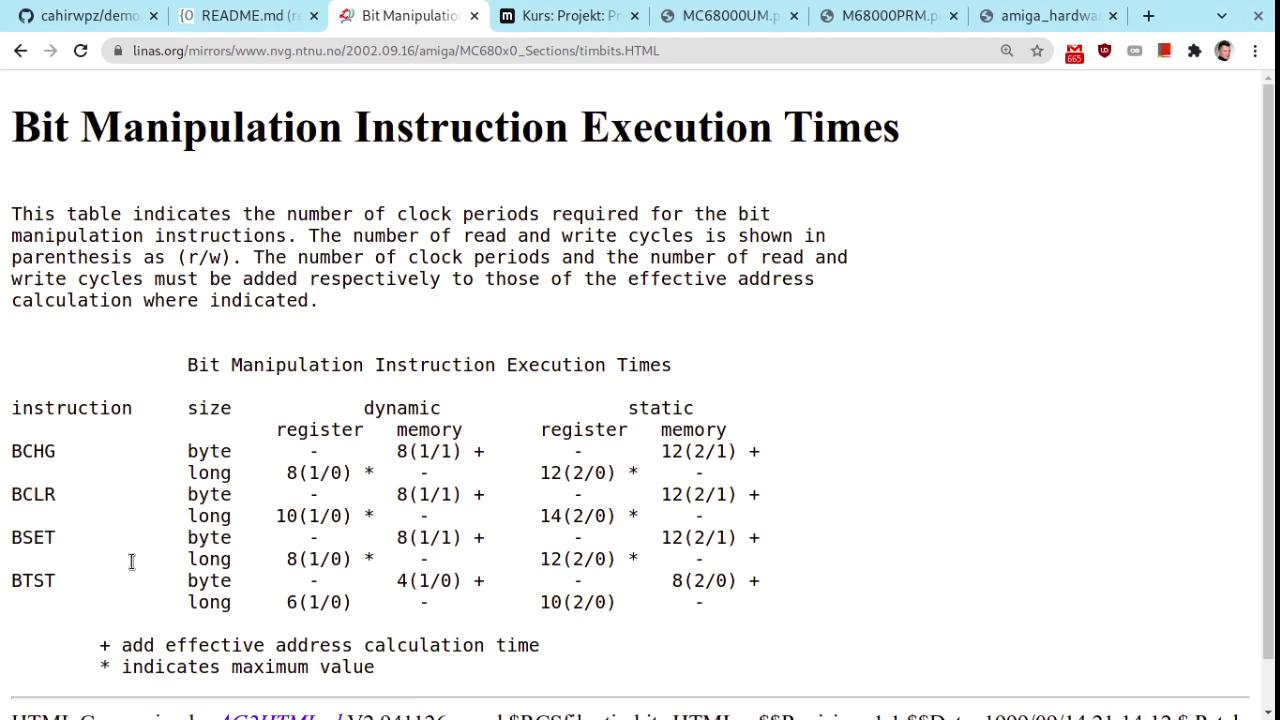 cahirwpz/demo
README.md (re
Bit Manipulatio
Kurs: Projekt: P
MC68000UM.p
M68000PRM.p
amiga_hardwa
linas.org/mirrors/www.nvg.ntnu.no/2002.09.16/amiga/MC680x0_Sections/timbits.HTML
665
Bit Manipulation Instruction Execution Times
This table indicates the number of clock periods required for the bit
manipulation instructions. The number of read and write cycles is shown in
parenthesis as (r/w). The number of clock periods and the number of read and
write cycles must be added respectively to those of the effective address
calculation where indicated.
Bit Manipulation Instruction Execution Times
instruction size dynamic static
register memory register memory
BCHG byte - 8(1/1) + - 12(2/1) +
long 8(1/0) * - 12(2/0) * -
BCLR byte - 8(1/1) + - 12(2/1) +
long 10(1/0) * - 14(2/0) * -
BSET byte - 8(1/1) + - 12(2/1) +
long 8(1/0) * - 12(2/0) * -
BTST byte - 4(1/0) + - 8(2/0) +
long 6(1/0) - 10(2/0) -
+ add effective address calculation time
* indicates maximum value